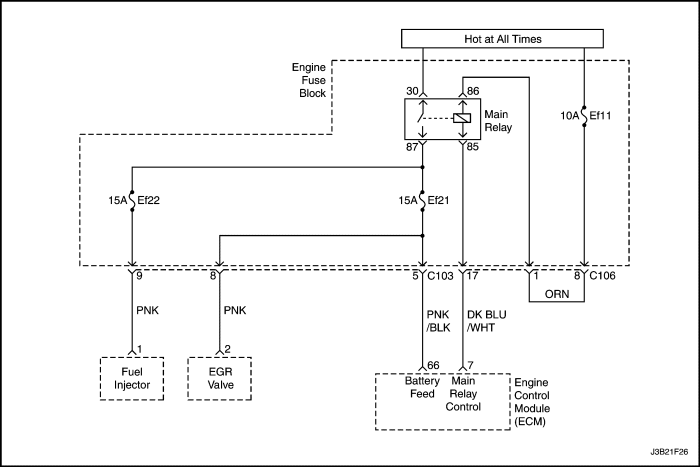 Hot at All Times
Engine
Fuse
Block
30
86
Main
Relay
10A
Ef11
87
85
15A
Ef22
15A
Ef21
9
8
5
C103
17
1
8
C106
ORN
PNK
PNK
PNK
/BLK
DK BLU
/WHT
1
2
66
7
Fuel
Injector
EGR
Valve
Battery
Feed
Main
Relay
Control
Engine
Control
Module
(ECM)
J3B21F26